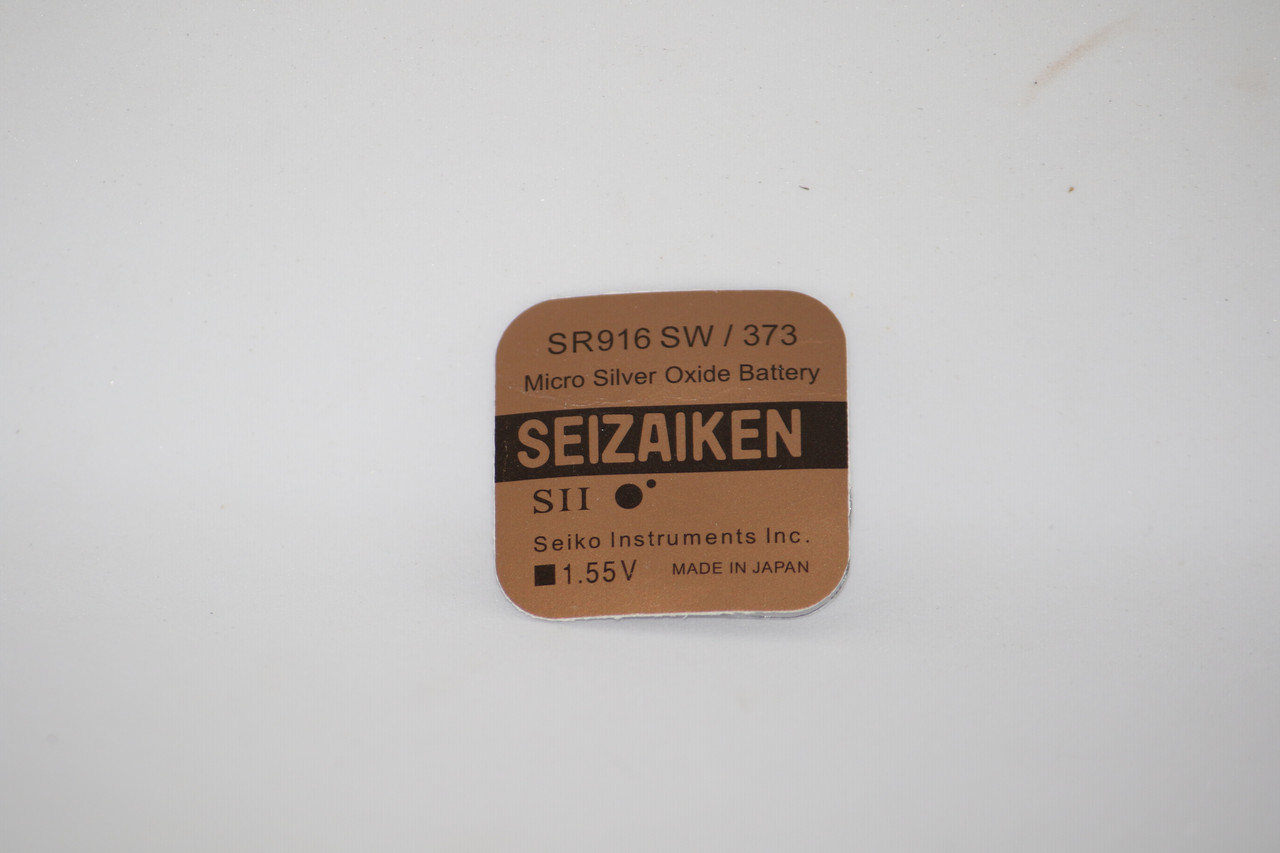 SR916 SW / 373
Micro Silver Oxide Battery
SEIZAIKEN
SII
Seiko Instruments Inc.
1.55V MADE IN JAPAN